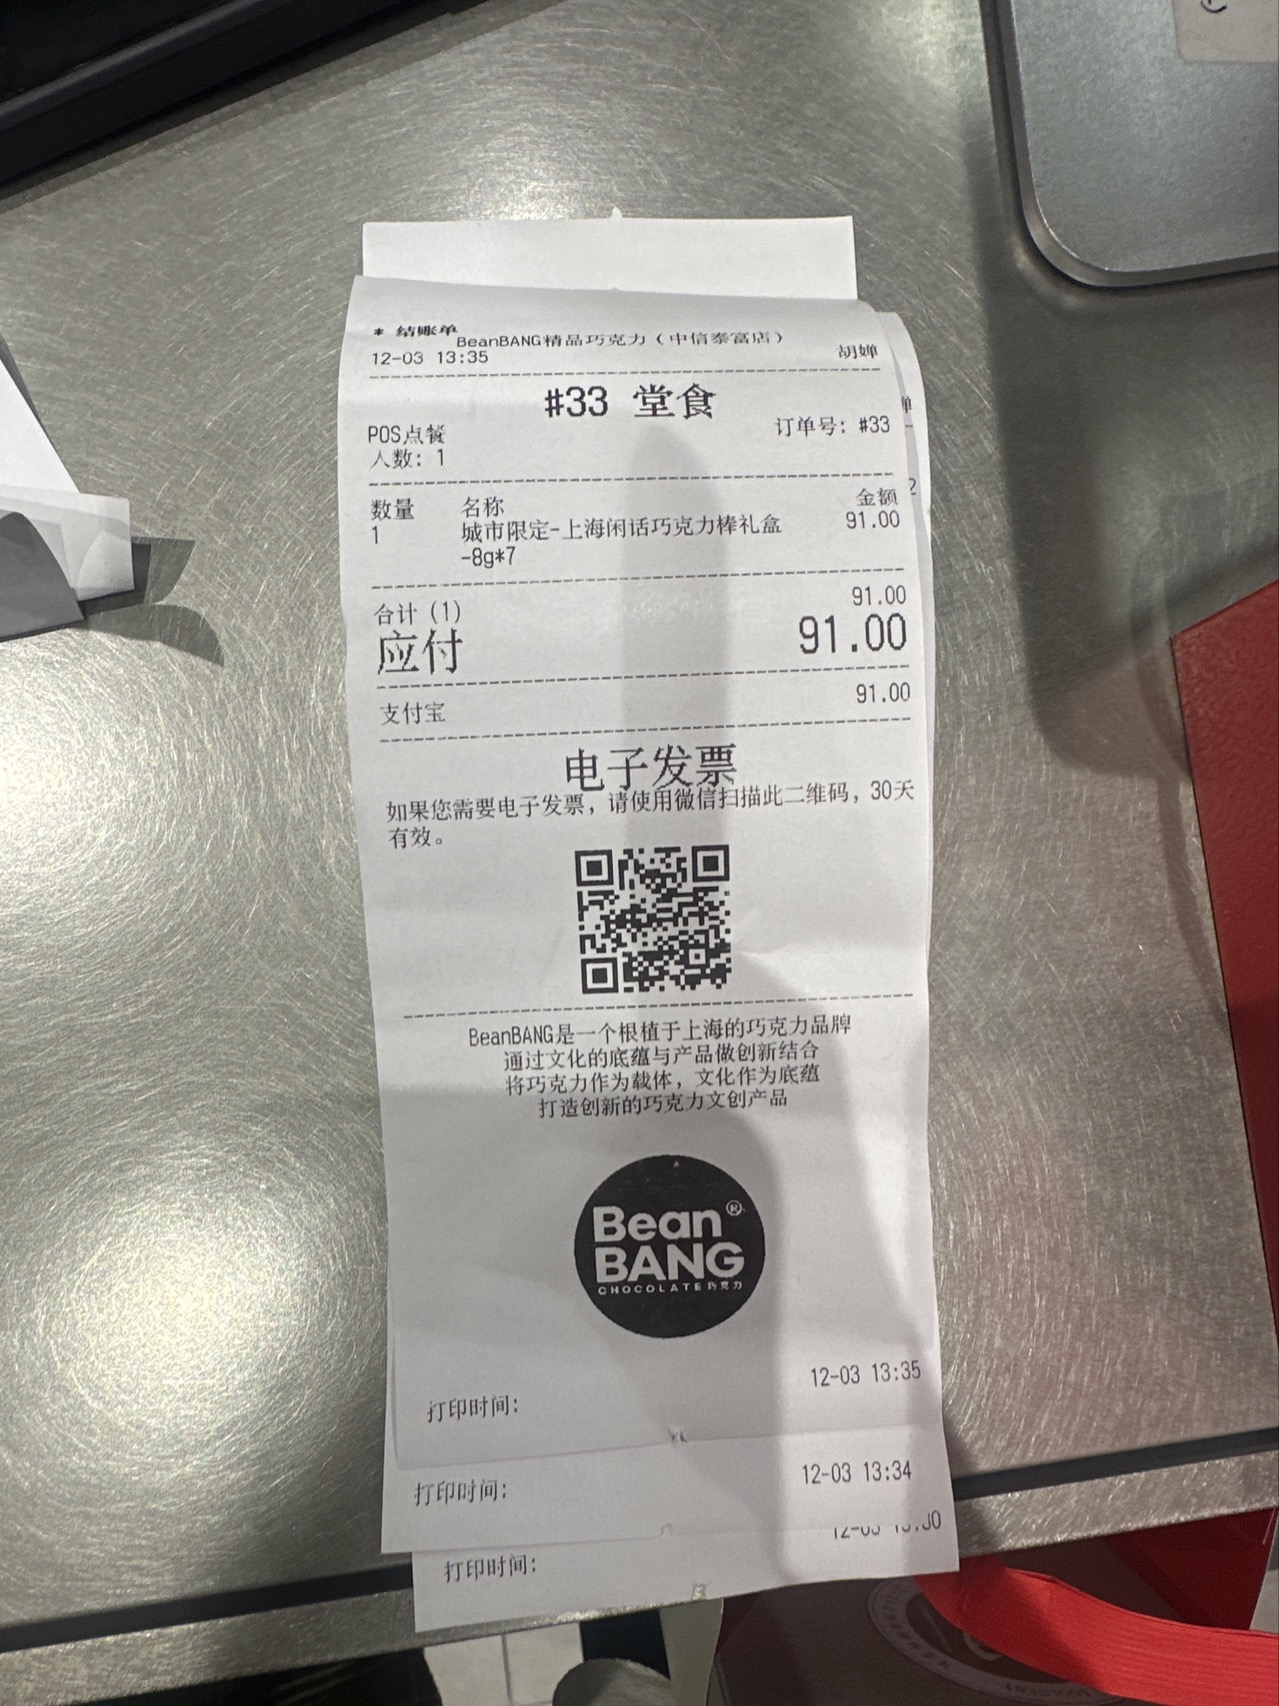 * 结账单
BeanBANG精品巧克力（中信泰富店）
12-03 13:35 胡婵
#33 堂食
POS点餐 订单号: #33
人数: 1
数量 名称 金额
1 城市限定-上海闲话巧克力棒礼盒 91.00
-8g*7
合计 (1) 91.00
应付 91.00
支付宝 91.00
电子发票
如果您需要电子发票，请使用微信扫描此二维码，30天
有效。
BeanBANG是一个根植于上海的巧克力品牌
通过文化的底蕴与产品做创新结合
将巧克力作为载体，文化作为底蕴
打造创新的巧克力文创产品
Bean®
BANG
CHOCOLATE巧克力
打印时间: 12-03 13:35
打印时间: 12-03 13:34
打印时间: